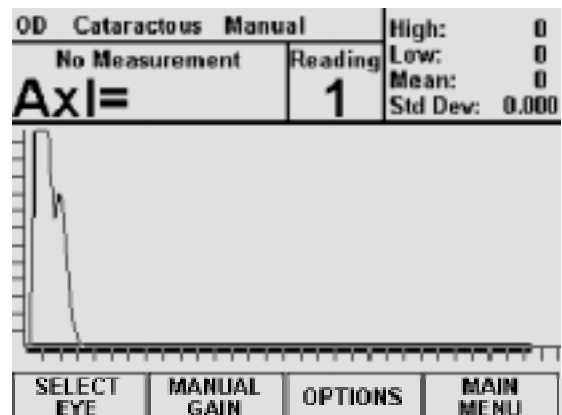 OD Cataractous Manual
No Measurement
Axl=
Reading
1
High: 0
Low: 0
Mean: 0
Std Dev: 0.000
SELECT EYE
MANUAL GAIN
OPTIONS
MAIN MENU